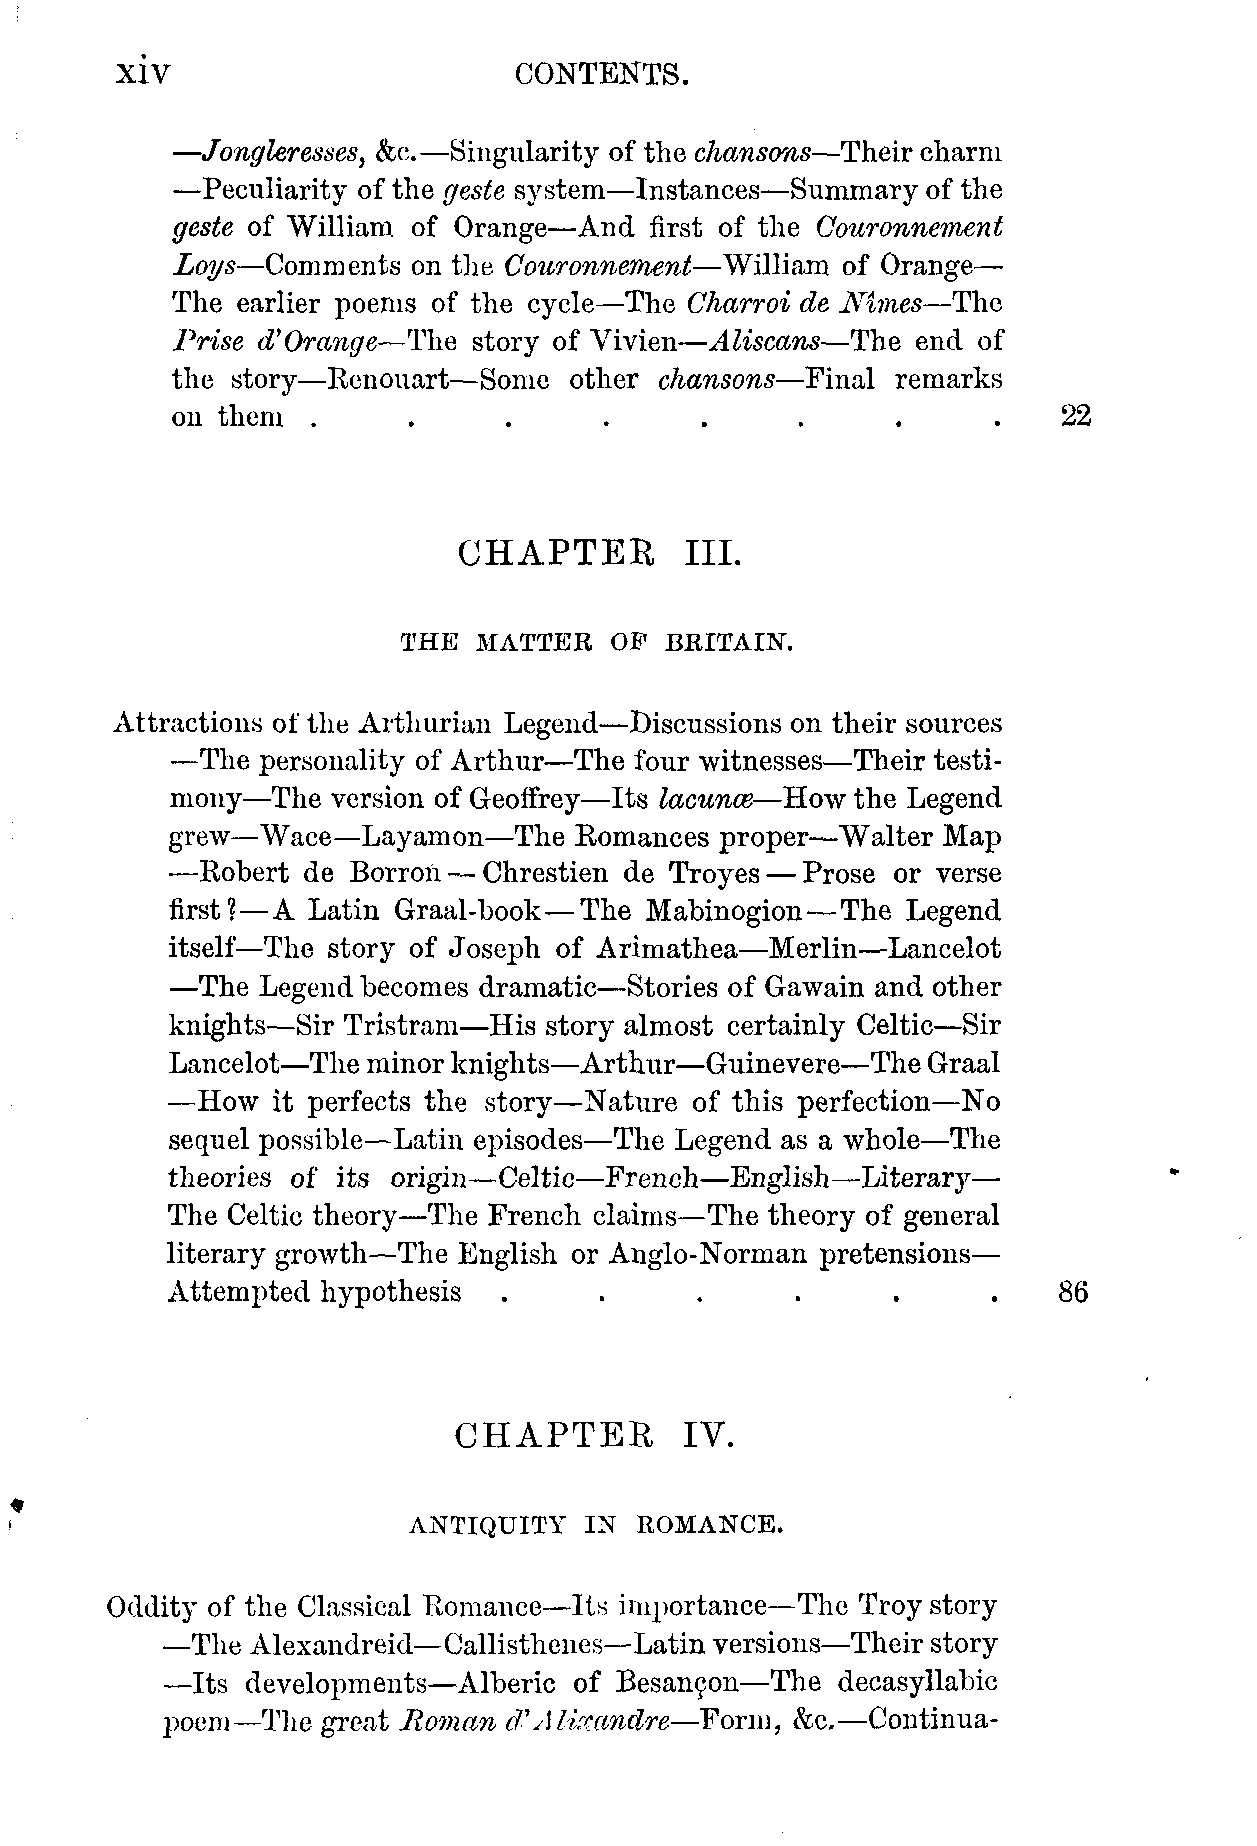 xiv CONTENTS.
—Jongleresses, &c.—Singularity of the chansons—Their charm
—Peculiarity of the geste system—Instances—Summary of the
geste of William of Orange—And first of the Couronnement
Loys—Comments on the Couronnement—William of Orange—
The earlier poems of the cycle—The Charroi de Nîmes—The
Prise d'Orange—The story of Vivien—Aliscans—The end of
the story—Renouart—Some other chansons—Final remarks
on them . . . . . . . . 22
CHAPTER III.
THE MATTER OF BRITAIN.
Attractions of the Arthurian Legend—Discussions on their sources
—The personality of Arthur—The four witnesses—Their testi-
mony—The version of Geoffrey—Its lacunæ—How the Legend
grew—Wace—Layamon—The Romances proper—Walter Map
—Robert de Borron—Chrestien de Troyes—Prose or verse
first?—A Latin Graal-book—The Mabinogion—The Legend
itself—The story of Joseph of Arimathea—Merlin—Lancelot
—The Legend becomes dramatic—Stories of Gawain and other
knights—Sir Tristram—His story almost certainly Celtic—Sir
Lancelot—The minor knights—Arthur—Guinevere—The Graal
—How it perfects the story—Nature of this perfection—No
sequel possible—Latin episodes—The Legend as a whole—The
theories of its origin—Celtic—French—English—Literary—
The Celtic theory—The French claims—The theory of general
literary growth—The English or Anglo-Norman pretensions—
Attempted hypothesis . . . . . . 86
CHAPTER IV.
ANTIQUITY IN ROMANCE.
Oddity of the Classical Romance—Its importance—The Troy story
—The Alexandreid—Callisthenes—Latin versions—Their story
—Its developments—Alberic of Besançon—The decasyllabic
poem—The great Roman d'Alixandre—Form, &c.—Continua-